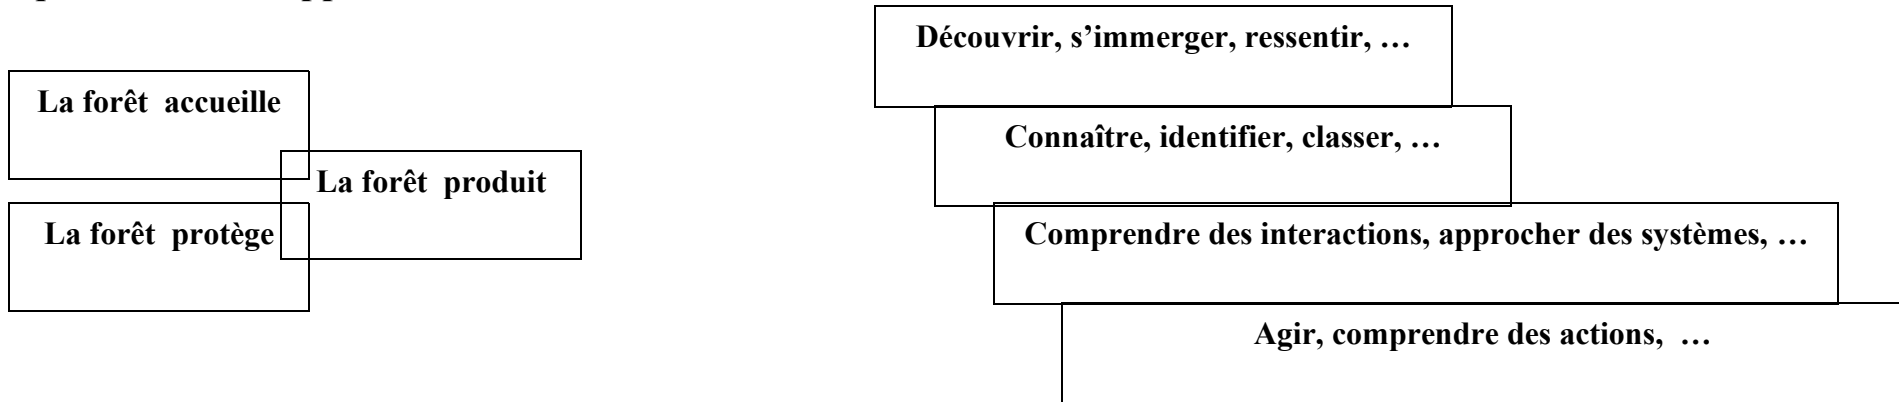 La forêt accueille
La forêt produit
La forêt protège
Découvrir, s’immerger, ressentir, …
Connaître, identifier, classer, …
Comprendre des interactions, approcher des systèmes, …
Agir, comprendre des actions, …